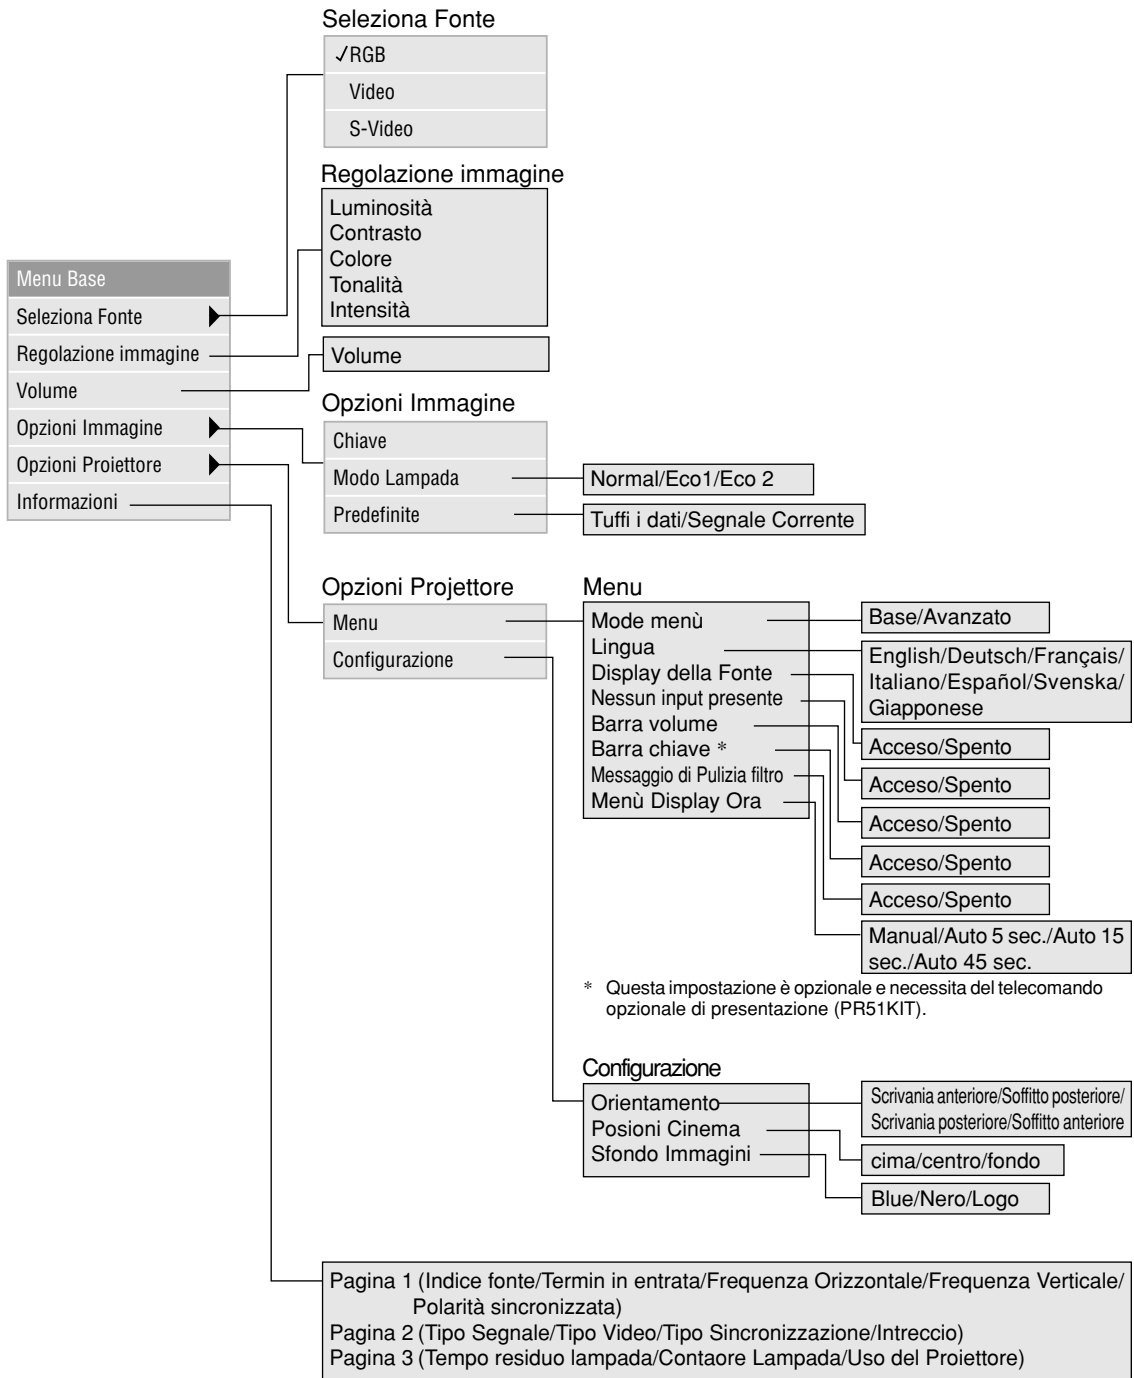 Seleziona Fonte
✓RGB
Video
S-Video
Regolazione immagine
Luminosità
Contrasto
Colore
Tonalità
Intensità
Menu Base
Seleziona Fonte
Regolazione immagine
Volume
Opzioni Immagine
Opzioni Proiettore
Informazioni
Volume
Opzioni Immagine
Chiave
Modo Lampada
Predefinite
Normal/Eco1/Eco 2
Tuffi i dati/Segnale Corrente
Opzioni Projettore
Menu
Configurazione
Menu
Mode menù
Lingua
Display della Fonte
Nessun input presente
Barra volume
Barra chiave *
Messaggio di Pulizia filtro
Menù Display Ora
Base/Avanzato
English/Deutsch/Français/
Italiano/Español/Svenska/
Giapponese
Acceso/Spento
Acceso/Spento
Acceso/Spento
Acceso/Spento
Acceso/Spento
Manual/Auto 5 sec./Auto 15
sec./Auto 45 sec.
* Questa impostazione è opzionale e necessita del telecomando
opzionale di presentazione (PR51KIT).
Configurazione
Orientamento
Posioni Cinema
Sfondo Immagini
Scrivania anteriore/Soffitto posteriore/
Scrivania posteriore/Soffitto anteriore
cima/centro/fondo
Blue/Nero/Logo
Pagina 1 (Indice fonte/Termin in entrata/Frequenza Orizzontale/Frequenza Verticale/
Polarità sincronizzata)
Pagina 2 (Tipo Segnale/Tipo Video/Tipo Sincronizzazione/Intreccio)
Pagina 3 (Tempo residuo lampada/Contaore Lampada/Uso del Proiettore)